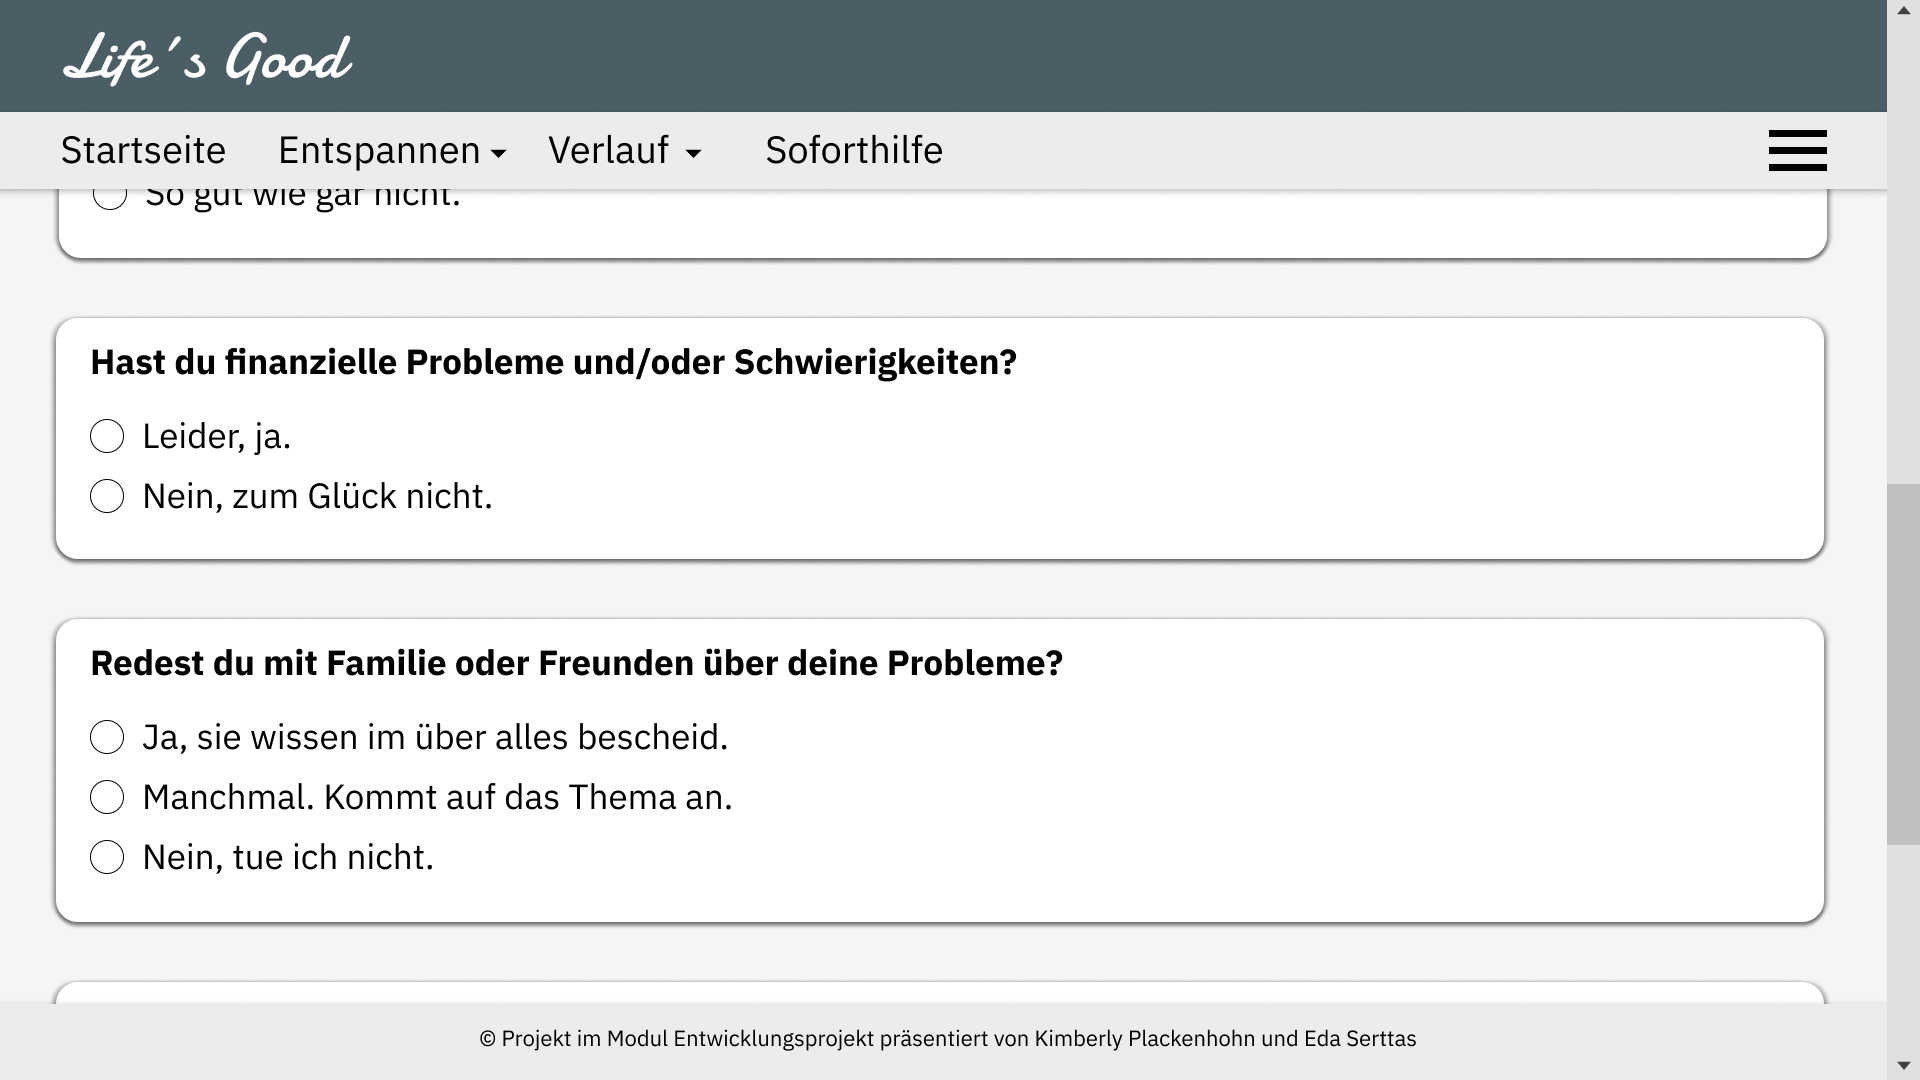 Life´s Good
Startseite Entspannen Verlauf Soforthilfe
So gut wie gar nicht.
Hast du finanzielle Probleme und/oder Schwierigkeiten?
Leider, ja.
Nein, zum Glück nicht.
Redest du mit Familie oder Freunden über deine Probleme?
Ja, sie wissen im über alles bescheid.
Manchmal. Kommt auf das Thema an.
Nein, tue ich nicht.
© Projekt im Modul Entwicklungsprojekt präsentiert von Kimberly Plackenhohn und Eda Serttas